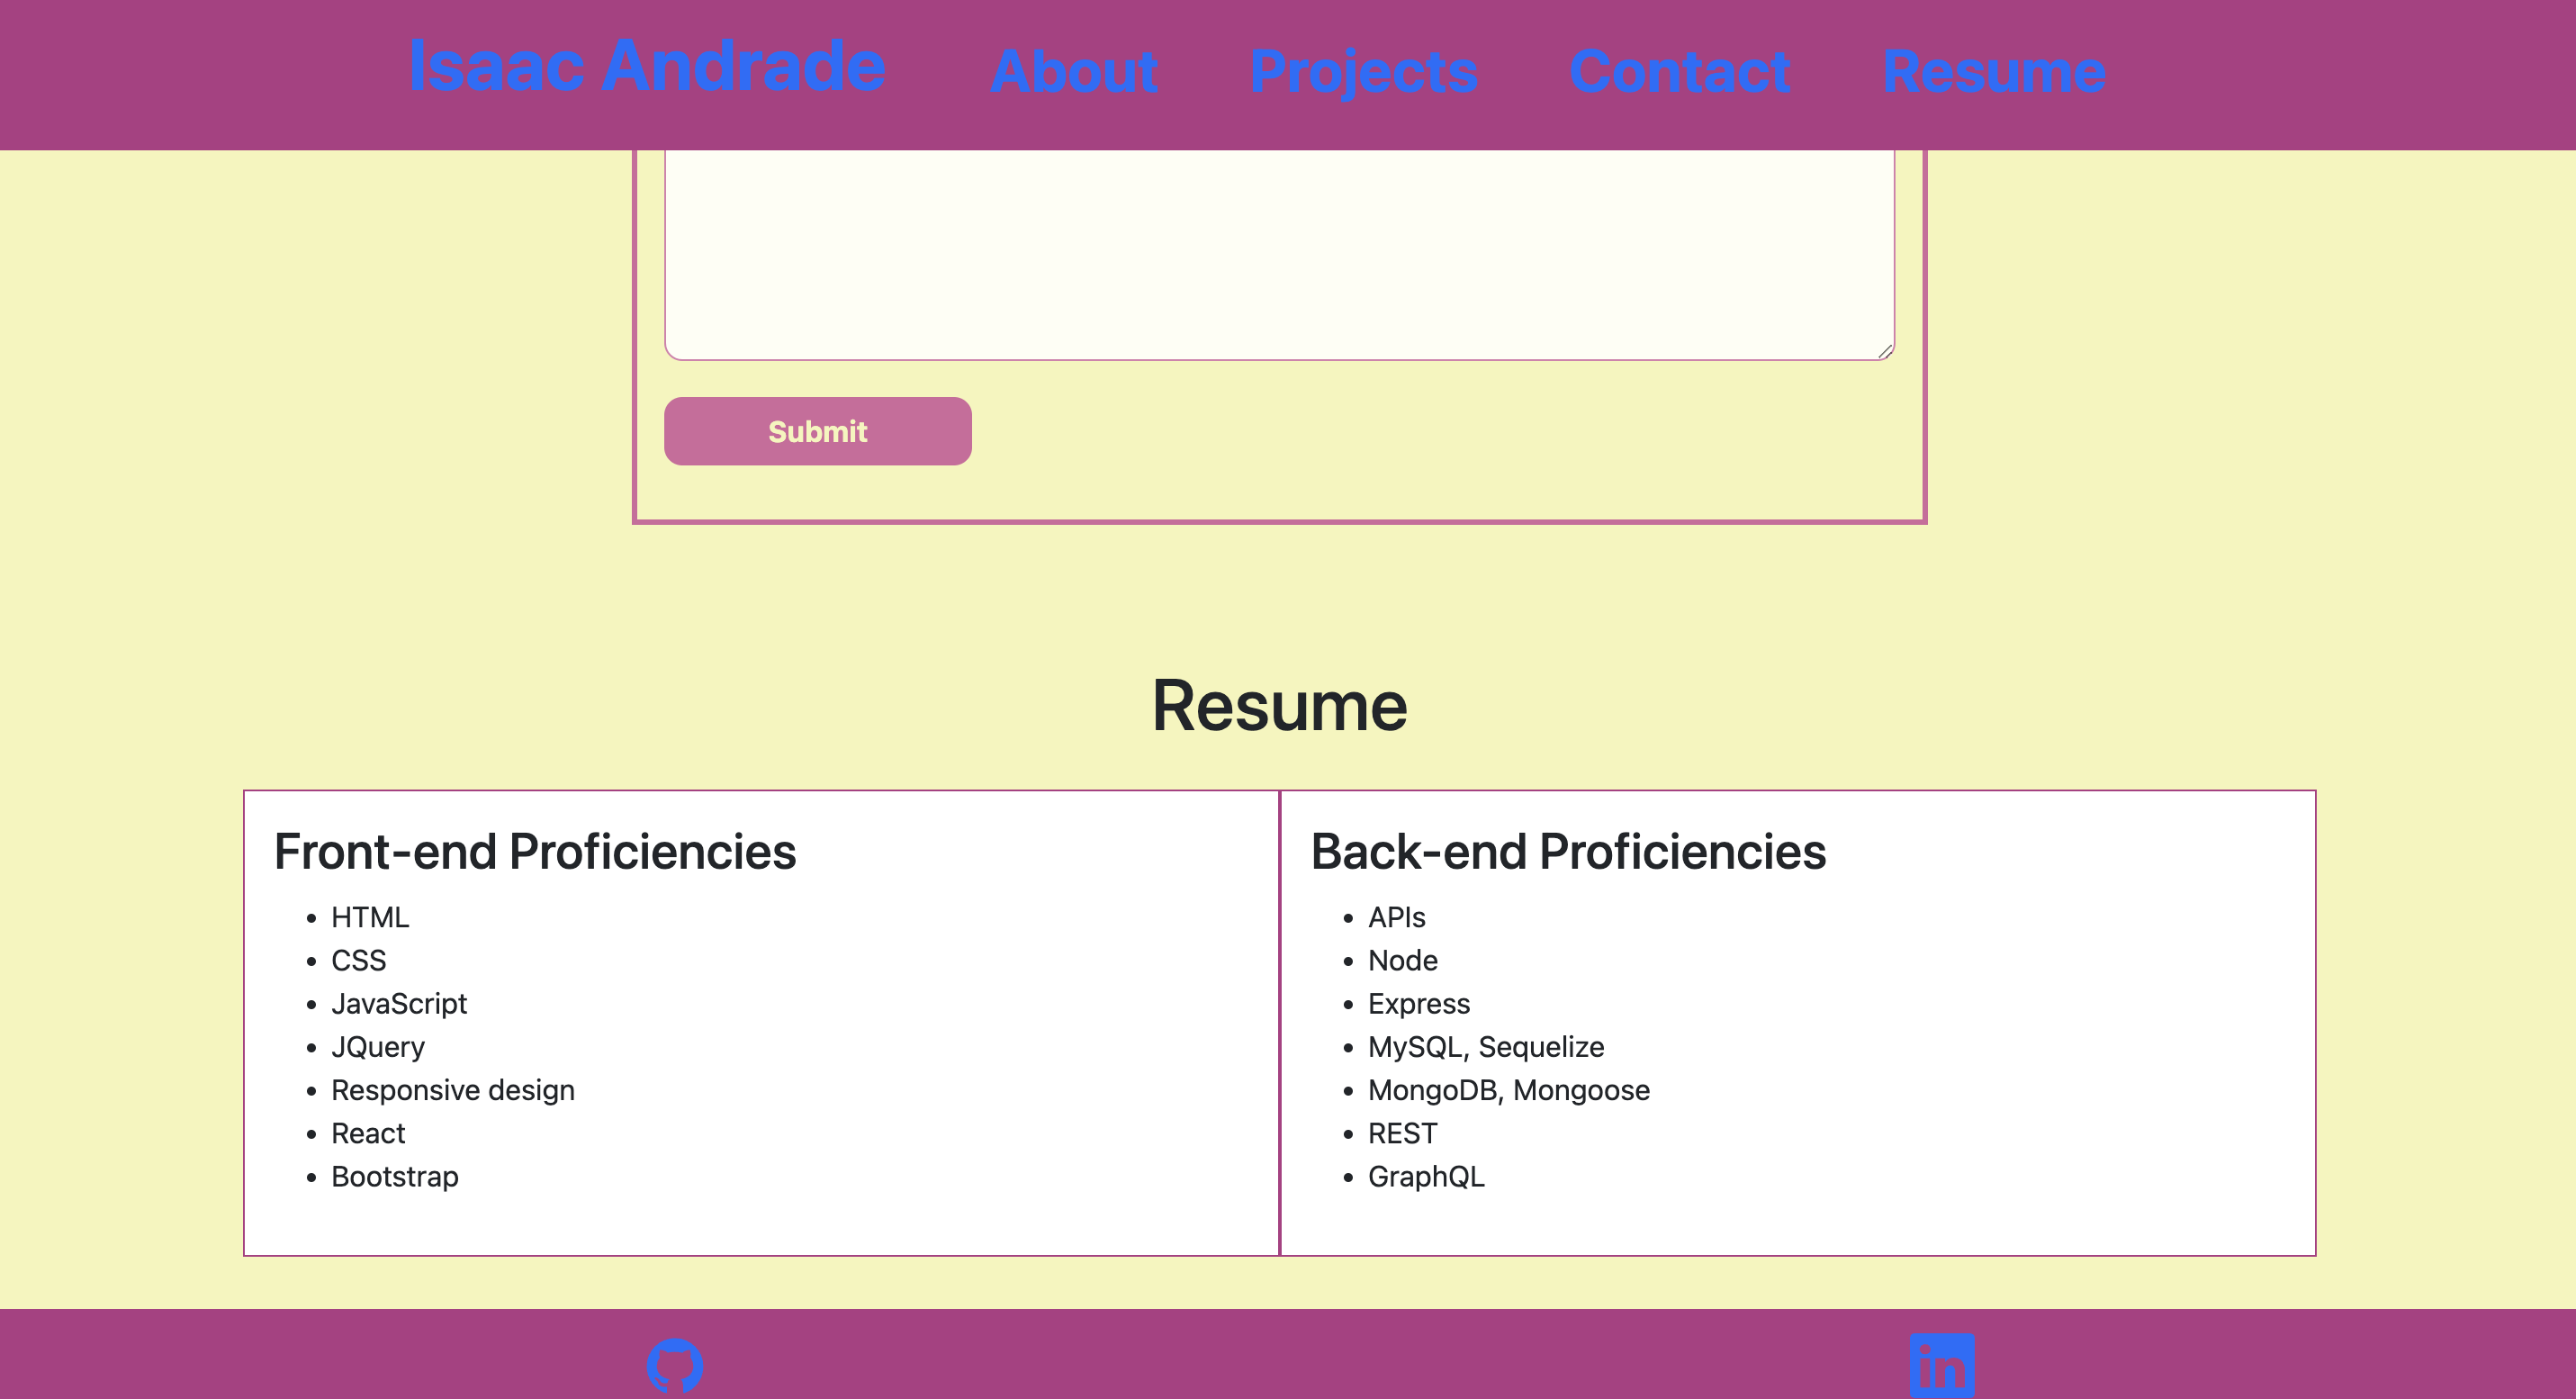 Isaac Andrade About Projects Contact Resume
Submit
Resume
Front-end Proficiencies
HTML
CSS
JavaScript
JQuery
Responsive design
React
Bootstrap
Back-end Proficiencies
APIs
Node
Express
MySQL, Sequelize
MongoDB, Mongoose
REST
GraphQL
in